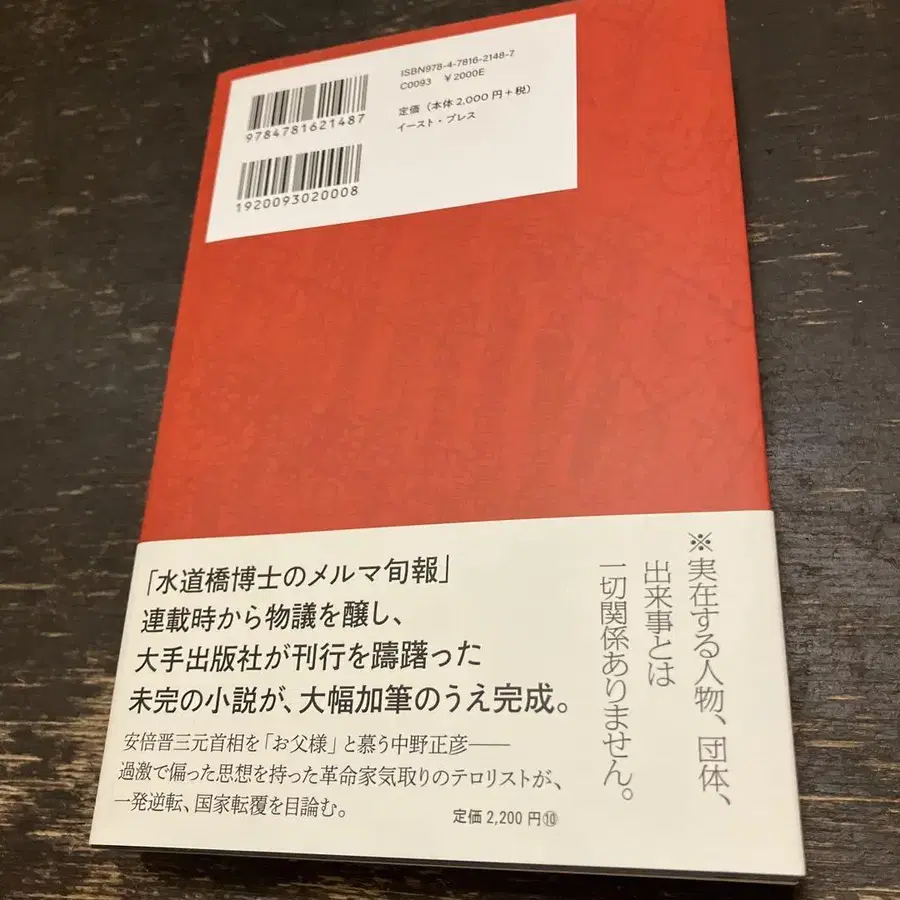 ISBN978-4-7816-2148-7
C0093 ¥2000E
定価（本体2,000円＋税）
イースト・プレス
9784781621487
1920093020008
「水道橋博士のメルマ旬報」
連載時から物議を醸し、
大手出版社が刊行を躊躇った
未完の小説が、大幅加筆のうえ完成。
安倍晋三元首相を「お父様」と慕う中野正彦――
過激で偏った思想を持った革命家気取りのテロリストが、
一発逆転、国家転覆を目論む。
定価 2,200 円⑩
※実在する人物、団体、
出来事とは
一切関係ありません。